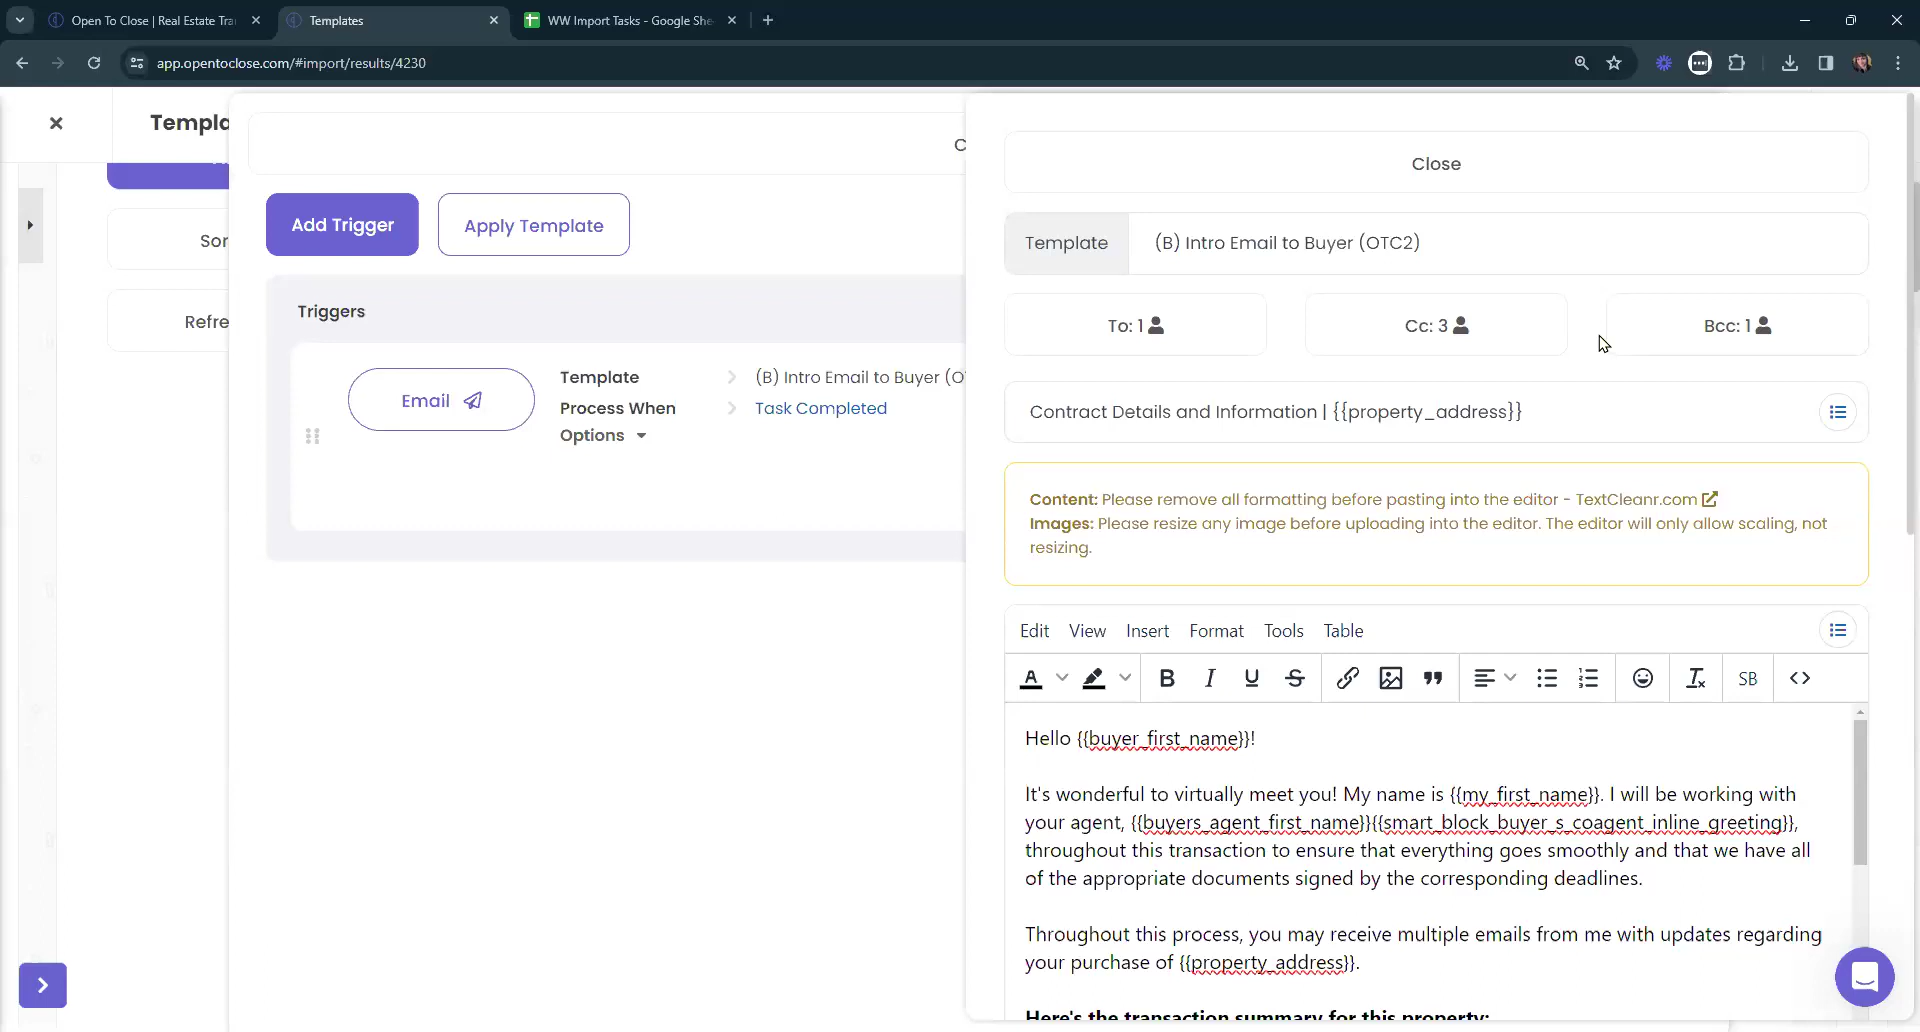 Open To Close | Real Estate Tra
Templates
WW Import Tasks - Google She
app.opentoclose.com/#import/results/4230
Templa
Close
Add Trigger
Apply Template
Template
(B) Intro Email to Buyer (OTC2)
Sor
Triggers
Refre
To: 1
Cc: 3
Bcc: 1
Email
Template
(B) Intro Email to Buyer (O
Process When
Task Completed
Options
Contract Details and Information | {{property_address}}
Content: Please remove all formatting before pasting into the editor - TextCleanr.com
Images: Please resize any image before uploading into the editor. The editor will only allow scaling, not
resizing.
Edit View Insert Format Tools Table
A B I U S SB
Hello {{buyer_first_name}}!
It's wonderful to virtually meet you! My name is {{my_first_name}}. I will be working with
your agent, {{buyers_agent_first_name}}{{smart_block_buyer_s_coagent_inline_greeting}},
throughout this transaction to ensure that everything goes smoothly and that we have all
of the appropriate documents signed by the corresponding deadlines.
Throughout this process, you may receive multiple emails from me with updates regarding
your purchase of {{property_address}}.
Here's the transaction summary for this property: